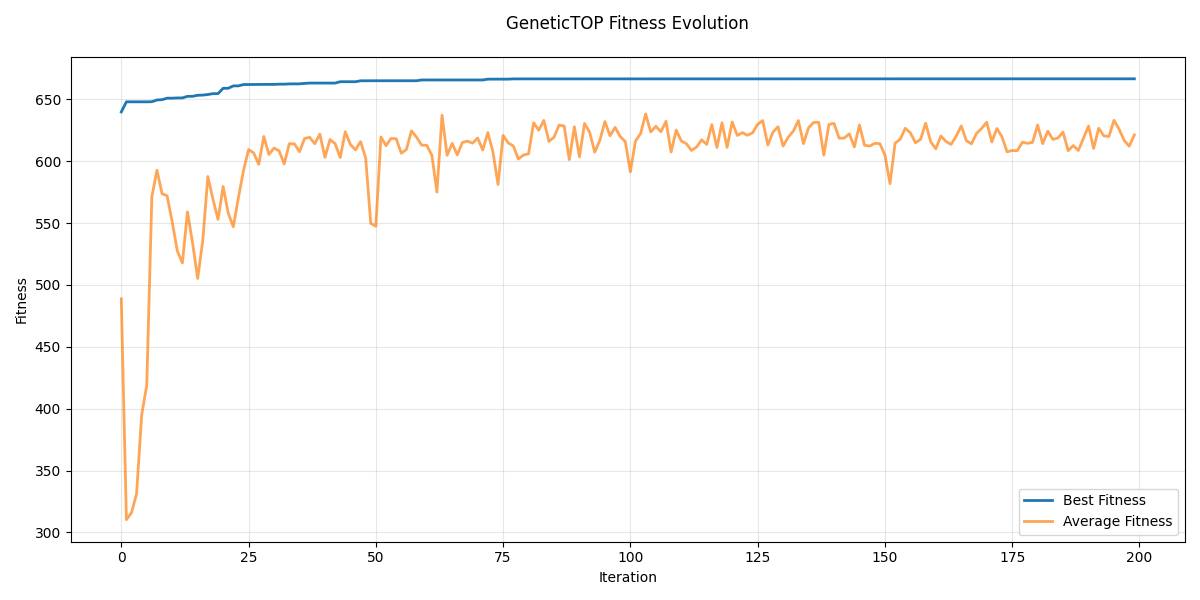 GeneticTOP Fitness Evolution
Fitness
650
600
550
500
450
400
350
300
0 25 50 75 100 125 150 175 200
Iteration
Best Fitness
Average Fitness